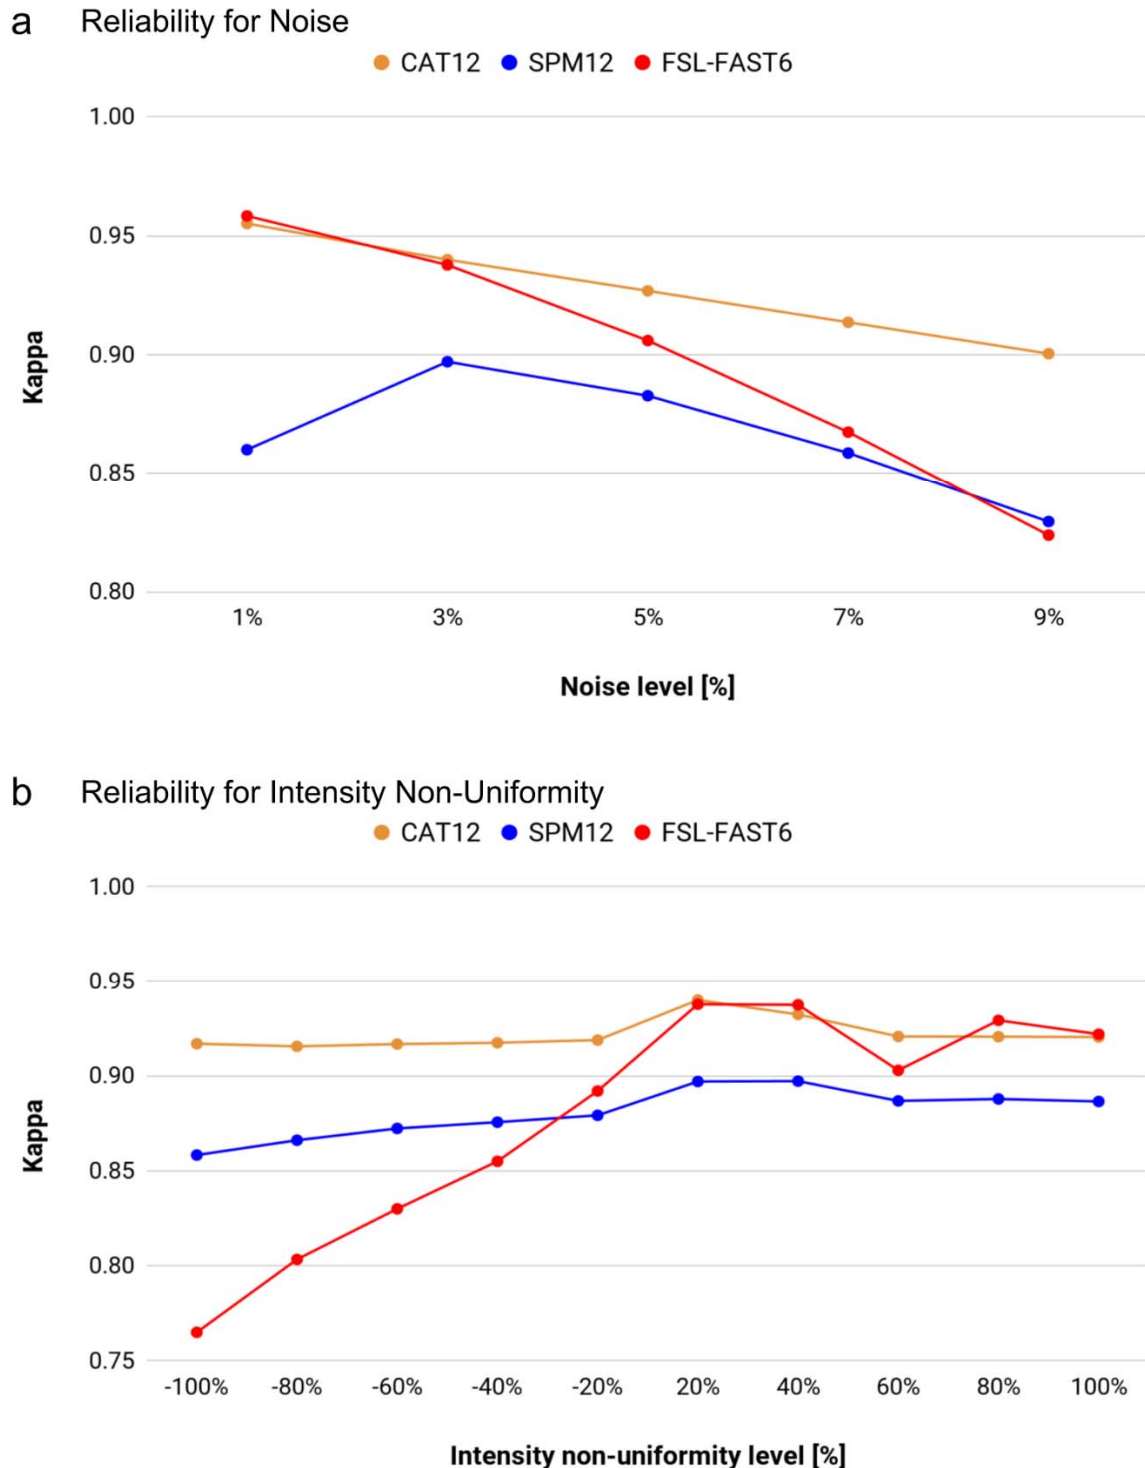 a Reliability for Noise
CAT12 SPM12 FSL-FAST6
1.00
0.95
0.90
0.85
0.80
Kappa
1% 3% 5% 7% 9%
Noise level [%]
b Reliability for Intensity Non-Uniformity
CAT12 SPM12 FSL-FAST6
1.00
0.95
0.90
0.85
0.80
0.75
Kappa
-100% -80% -60% -40% -20% 20% 40% 60% 80% 100%
Intensity non-uniformity level [%]